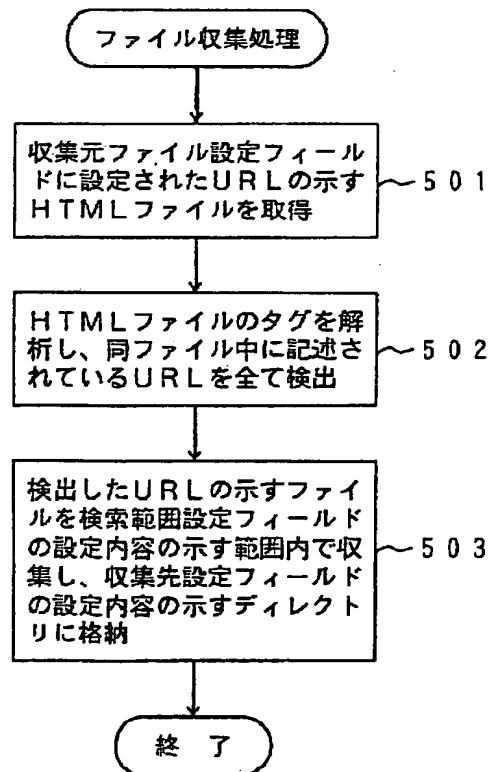 ファイル収集処理
収集元ファイル設定フィール
ドに設定されたURLの示す
HTMLファイルを取得
501
HTMLファイルのタグを解
析し、同ファイル中に記述さ
れているURLを全て検出
502
検出したURLの示すファイ
ルを検索範囲設定フィールド
の設定内容の示す範囲内で収
集し、収集先設定フィールド
の設定内容の示すディレクト
リに格納
503
終 了